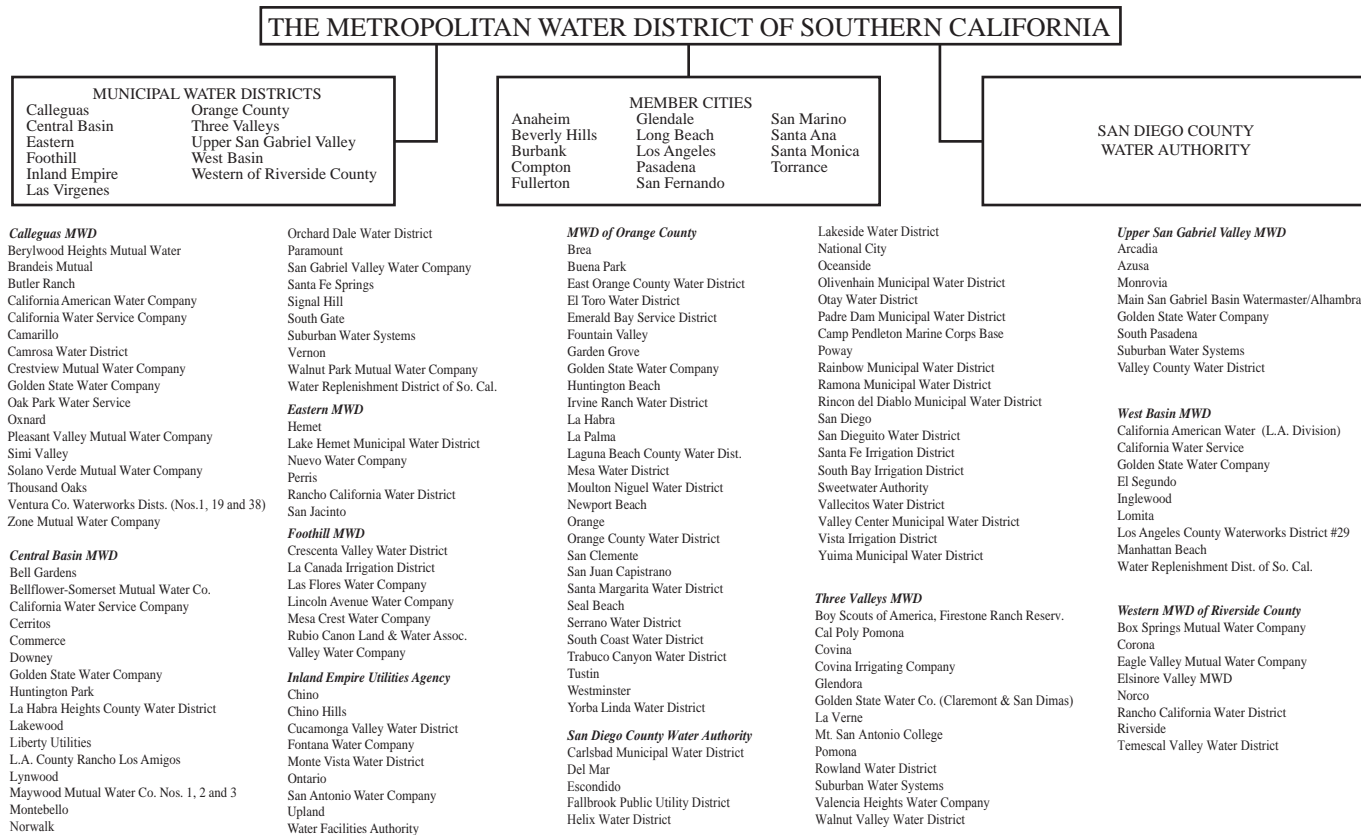 THE METROPOLITAN WATER DISTRICT OF SOUTHERN CALIFORNIA
MUNICIPAL WATER DISTRICTS
Calleguas
Central Basin
Eastern
Foothill
Inland Empire
Las Virgenes
Orange County
Three Valleys
Upper San Gabriel Valley
West Basin
Western of Riverside County
MEMBER CITIES
Anaheim
Beverly Hills
Burbank
Compton
Fullerton
Glendale
Long Beach
Los Angeles
Pasadena
San Fernando
San Marino
Santa Ana
Santa Monica
Torrance
SAN DIEGO COUNTY
WATER AUTHORITY
Calleguas MWD
Berylwood Heights Mutual Water
Brandeis Mutual
Butler Ranch
California American Water Company
California Water Service Company
Camarillo
Camrosa Water District
Crestview Mutual Water Company
Golden State Water Company
Oak Park Water Service
Oxnard
Pleasant Valley Mutual Water Company
Simi Valley
Solano Verde Mutual Water Company
Thousand Oaks
Ventura Co. Waterworks Dists. (Nos.1, 19 and 38)
Zone Mutual Water Company
Central Basin MWD
Bell Gardens
Bellflower-Somerset Mutual Water Co.
California Water Service Company
Cerritos
Commerce
Downey
Golden State Water Company
Huntington Park
La Habra Heights County Water District
Lakewood
Liberty Utilities
L.A. County Rancho Los Amigos
Lynwood
Maywood Mutual Water Co. Nos. 1, 2 and 3
Montebello
Norwalk
Orchard Dale Water District
Paramount
San Gabriel Valley Water Company
Santa Fe Springs
Signal Hill
South Gate
Suburban Water Systems
Vernon
Walnut Park Mutual Water Company
Water Replenishment District of So. Cal.
Eastern MWD
Hemet
Lake Hemet Municipal Water District
Nuevo Water Company
Perris
Rancho California Water District
San Jacinto
Foothill MWD
Crescenta Valley Water District
La Canada Irrigation District
Las Flores Water Company
Lincoln Avenue Water Company
Mesa Crest Water Company
Rubio Canon Land & Water Assoc.
Valley Water Company
Inland Empire Utilities Agency
Chino
Chino Hills
Cucamonga Valley Water District
Fontana Water Company
Monte Vista Water District
Ontario
San Antonio Water Company
Upland
Water Facilities Authority
MWD of Orange County
Brea
Buena Park
East Orange County Water District
El Toro Water District
Emerald Bay Service District
Fountain Valley
Garden Grove
Golden State Water Company
Huntington Beach
Irvine Ranch Water District
La Habra
La Palma
Laguna Beach County Water Dist.
Mesa Water District
Moulton Niguel Water District
Newport Beach
Orange
Orange County Water District
San Clemente
San Juan Capistrano
Santa Margarita Water District
Seal Beach
Serrano Water District
South Coast Water District
Trabuco Canyon Water District
Tustin
Westminster
Yorba Linda Water District
San Diego County Water Authority
Carlsbad Municipal Water District
Del Mar
Escondido
Fallbrook Public Utility District
Helix Water District
Lakeside Water District
National City
Oceanside
Olivenhain Municipal Water District
Otay Water District
Padre Dam Municipal Water District
Camp Pendleton Marine Corps Base
Poway
Rainbow Municipal Water District
Ramona Municipal Water District
Rincon del Diablo Municipal Water District
San Diego
San Dieguito Water District
Santa Fe Irrigation District
South Bay Irrigation District
Sweetwater Authority
Vallecitos Water District
Valley Center Municipal Water District
Vista Irrigation District
Yuima Municipal Water District
Three Valleys MWD
Boy Scouts of America, Firestone Ranch Reserv.
Cal Poly Pomona
Covina
Covina Irrigating Company
Glendora
Golden State Water Co. (Claremont & San Dimas)
La Verne
Mt. San Antonio College
Pomona
Rowland Water District
Suburban Water Systems
Valencia Heights Water Company
Walnut Valley Water District
Upper San Gabriel Valley MWD
Arcadia
Azusa
Monrovia
Main San Gabriel Basin Watermaster/Alhambra
Golden State Water Company
South Pasadena
Suburban Water Systems
Valley County Water District
West Basin MWD
California American Water (L.A. Division)
California Water Service
Golden State Water Company
El Segundo
Inglewood
Lomita
Los Angeles County Waterworks District #29
Manhattan Beach
Water Replenishment Dist. of So. Cal.
Western MWD of Riverside County
Box Springs Mutual Water Company
Corona
Eagle Valley Mutual Water Company
Elsinore Valley MWD
Norco
Rancho California Water District
Riverside
Temescal Valley Water District